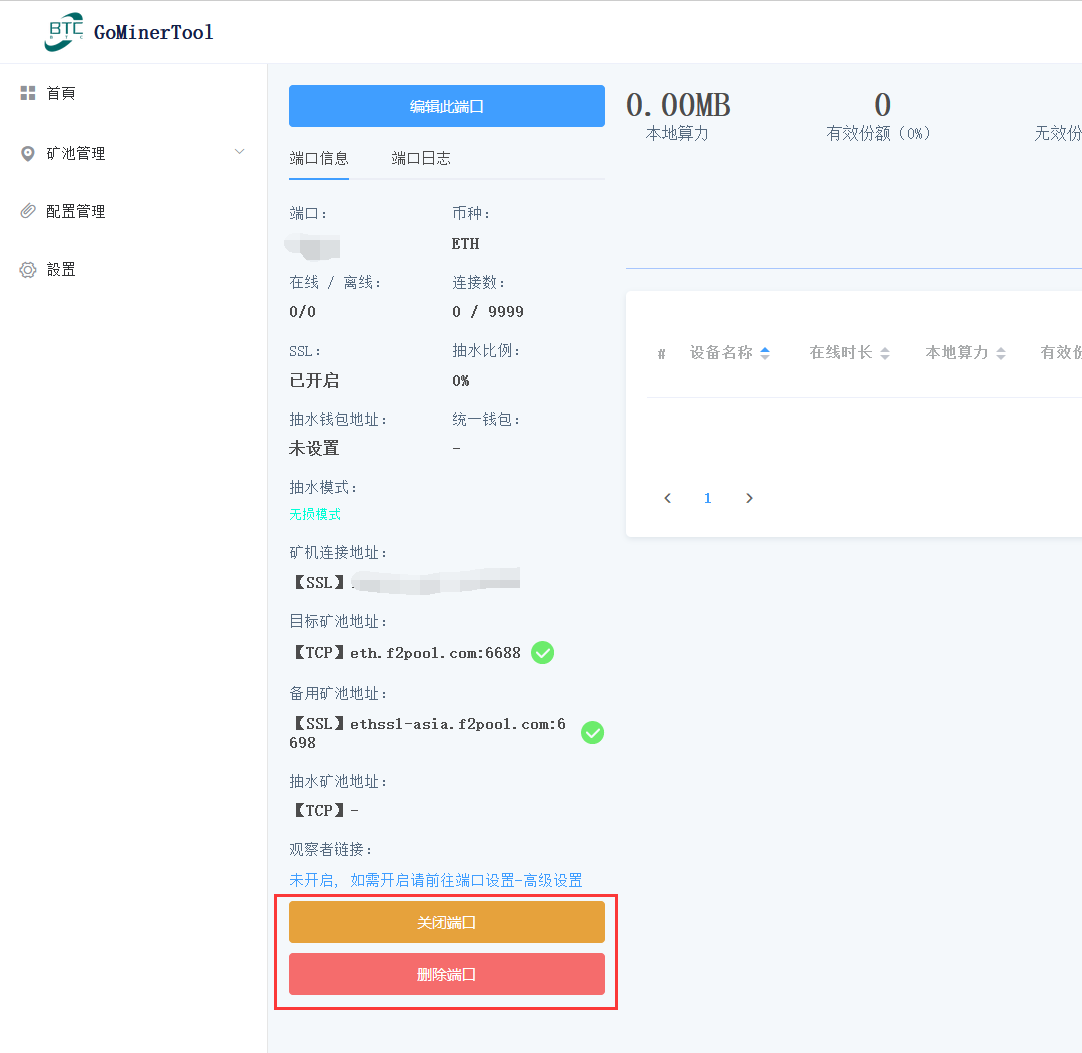 BTC
GoMinerTool
首頁
矿池管理
配置管理
設置
编辑此端口
端口信息 端口日志
端口： 币种：
ETH
在线 / 离线： 连接数：
0/0 0 / 9999
SSL： 抽水比例：
已开启 0%
抽水钱包地址： 统一钱包：
未设置 -
抽水模式：
无损模式
矿机连接地址：
【SSL】
目标矿池地址：
【TCP】eth.f2pool.com:6688
备用矿池地址：
【SSL】ethssl-asia.f2pool.com:6
698
抽水矿池地址：
【TCP】-
观察者链接：
未开启, 如需开启请前往端口设置-高级设置
关闭端口
删除端口
0.00MB 0
本地算力 有效份额（0%） 无效份
# 设备名称 在线时长 本地算力 有效份
1